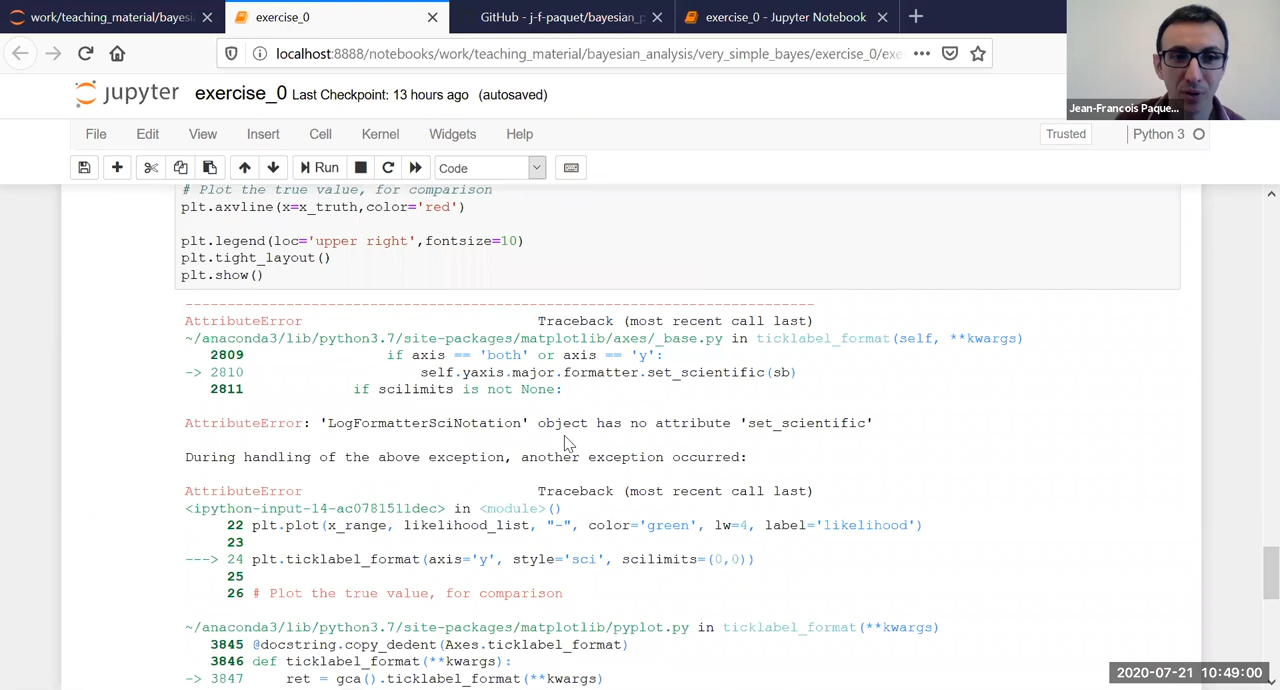 work/teaching_material/bayesi
exercise_0
GitHub - j-f-paquet/bayesian_p
exercise_0 - Jupyter Notebook
localhost:8888/notebooks/work/teaching_material/bayesian_analysis/very_simple_bayes/exercise_0/exe
Jean-Francois Paque...
jupyter exercise_0 Last Checkpoint: 13 hours ago (autosaved)
File Edit View Insert Cell Kernel Widgets Help
Trusted
Python 3
Run
Code
# Plot the true value, for comparison
plt.axvline(x=x_truth,color='red')
plt.legend(loc='upper right',fontsize=10)
plt.tight_layout()
plt.show()
---------------------------------------------------------------------------
AttributeError Traceback (most recent call last)
~/anaconda3/lib/python3.7/site-packages/matplotlib/axes/_base.py in ticklabel_format(self, **kwargs)
2809 if axis == 'both' or axis == 'y':
-> 2810 self.yaxis.major.formatter.set_scientific(sb)
2811 if scilimits is not None:
AttributeError: 'LogFormatterSciNotation' object has no attribute 'set_scientific'
During handling of the above exception, another exception occurred:
AttributeError Traceback (most recent call last)
<ipython-input-14-ac0781511dec> in <module>()
22 plt.plot(x_range, likelihood_list, "-", color='green', lw=4, label='likelihood')
23
---> 24 plt.ticklabel_format(axis='y', style='sci', scilimits=(0,0))
25
26 # Plot the true value, for comparison
~/anaconda3/lib/python3.7/site-packages/matplotlib/pyplot.py in ticklabel_format(**kwargs)
3845 @docstring.copy_dedent(Axes.ticklabel_format)
3846 def ticklabel_format(**kwargs):
-> 3847 ret = gca().ticklabel_format(**kwargs)
2020-07-21 10:49:00